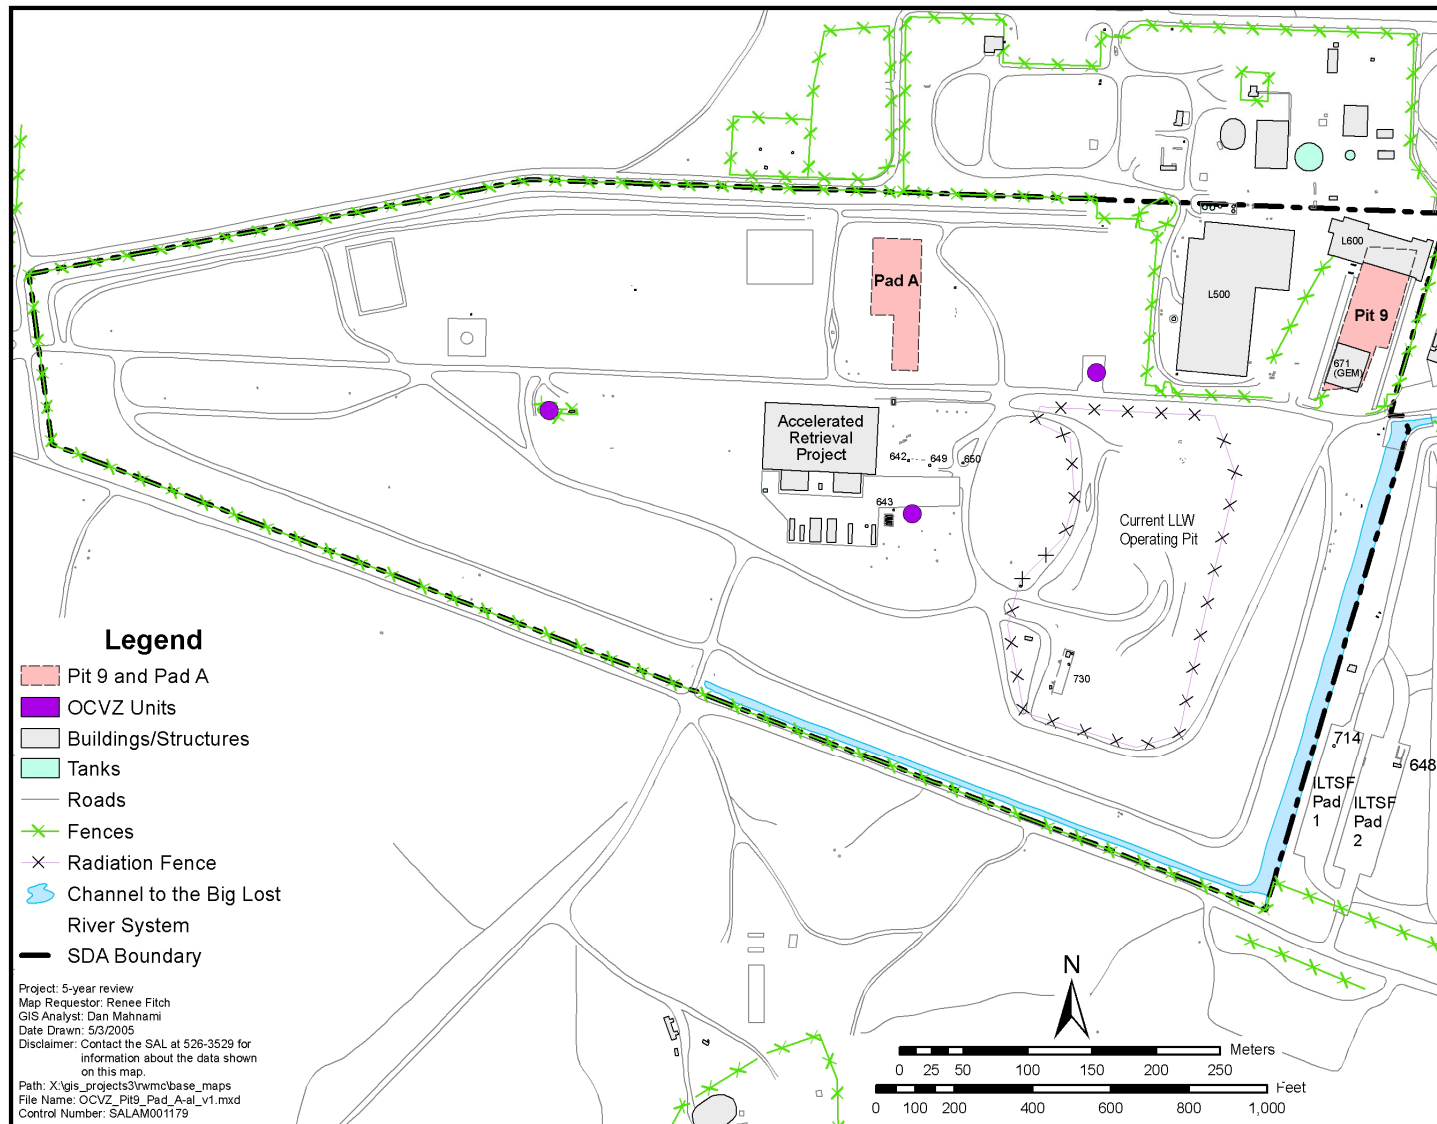 L600
Pad A
L500
Pit 9
671
(GEM)
Accelerated
Retrieval
Project
642
649
650
643
Current LLW
Operating Pit
730
714
648
ILTSF
Pad
1
ILTSF
Pad
2
Legend
Pit 9 and Pad A
OCVZ Units
Buildings/Structures
Tanks
Roads
Fences
Radiation Fence
Channel to the Big Lost
River System
SDA Boundary
Project: 5-year review
Map Requestor: Renee Fitch
GIS Analyst: Dan Mahnami
Date Drawn: 5/3/2005
Disclaimer: Contact the SAL at 526-3529 for
information about the data shown
on this map.
Path: X:\gis_projects3\rwmc\base_maps
File Name: OCVZ_Pit9_Pad_A-al_v1.mxd
Control Number: SALAM001179
N
Meters
0 25 50 100 150 200 250
Feet
0 100 200 400 600 800 1,000